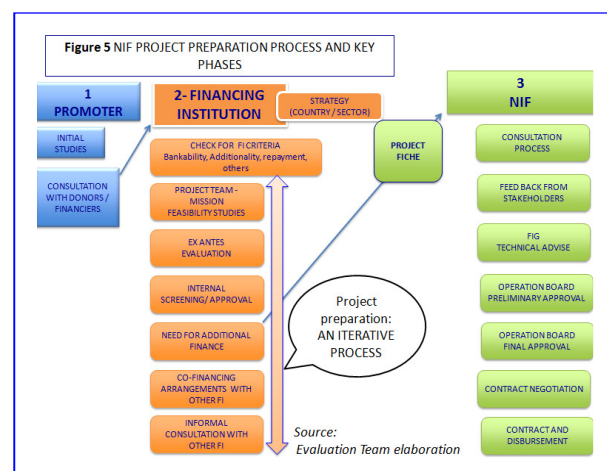 Figure 5 NIF PROJECT PREPARATION PROCESS AND KEY
PHASES
1
PROMOTER
INITIAL
STUDIES
CONSULTATION
WITH DONORS /
FINANCIERS
2- FINANCING
INSTITUTION
STRATEGY
(COUNTRY / SECTOR)
CHECK FOR FI CRITERIA
Bankability, Additionality, repayment,
others
PROJECT TEAM -
MISSION
FEASIBILITY STUDIES
EX ANTES
EVALUATION
INTERNAL
SCREENING/ APPROVAL
NEED FOR ADDITIONAL
FINANCE
CO-FINANCING
ARRANGEMENTS WITH
OTHER FI
INFORMAL
CONSULTATION WITH
OTHER FI
Project
preparation:
AN ITERATIVE
PROCESS
PROJECT
FICHE
3
NIF
CONSULTATION
PROCESS
FEED BACK FROM
STAKEHOLDERS
FIG
TECHNICAL ADVISE
OPERATION BOARD
PRELIMINARY APPROVAL
OPERATION BOARD
FINAL APPROVAL
CONTRACT NEGOTIATION
CONTRACT AND
DISBURSEMENT
Source:
Evaluation Team elaboration